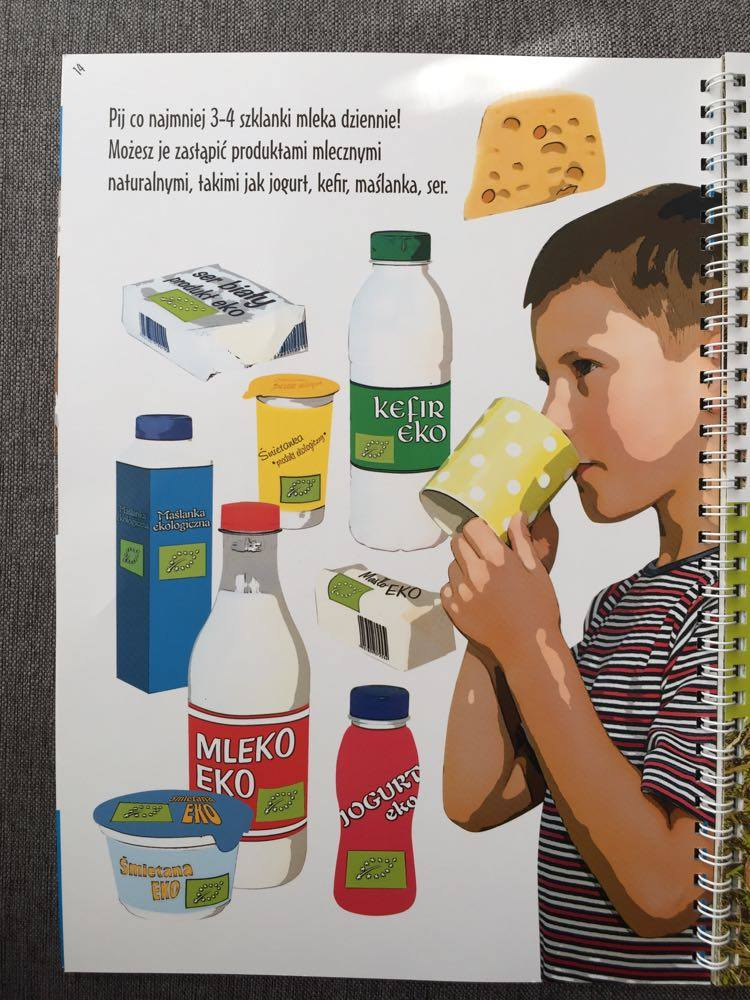 14
Pij co najmniej 3-4 szklanki mleka dziennie!
Możesz je zastąpić produktami mlecznymi
naturalnymi, takimi jak jogurt, kefir, maślanka, ser.
ser biały
produkt eko
KEFIR
EKO
Śmietanka
produkt ekologiczny
Maślanka
ekologiczna
Maślanka
ekologiczna
Masło EKO
MLEKO
EKO
JOGURT
eko
Śmietana
EKO
Śmietana
EKO